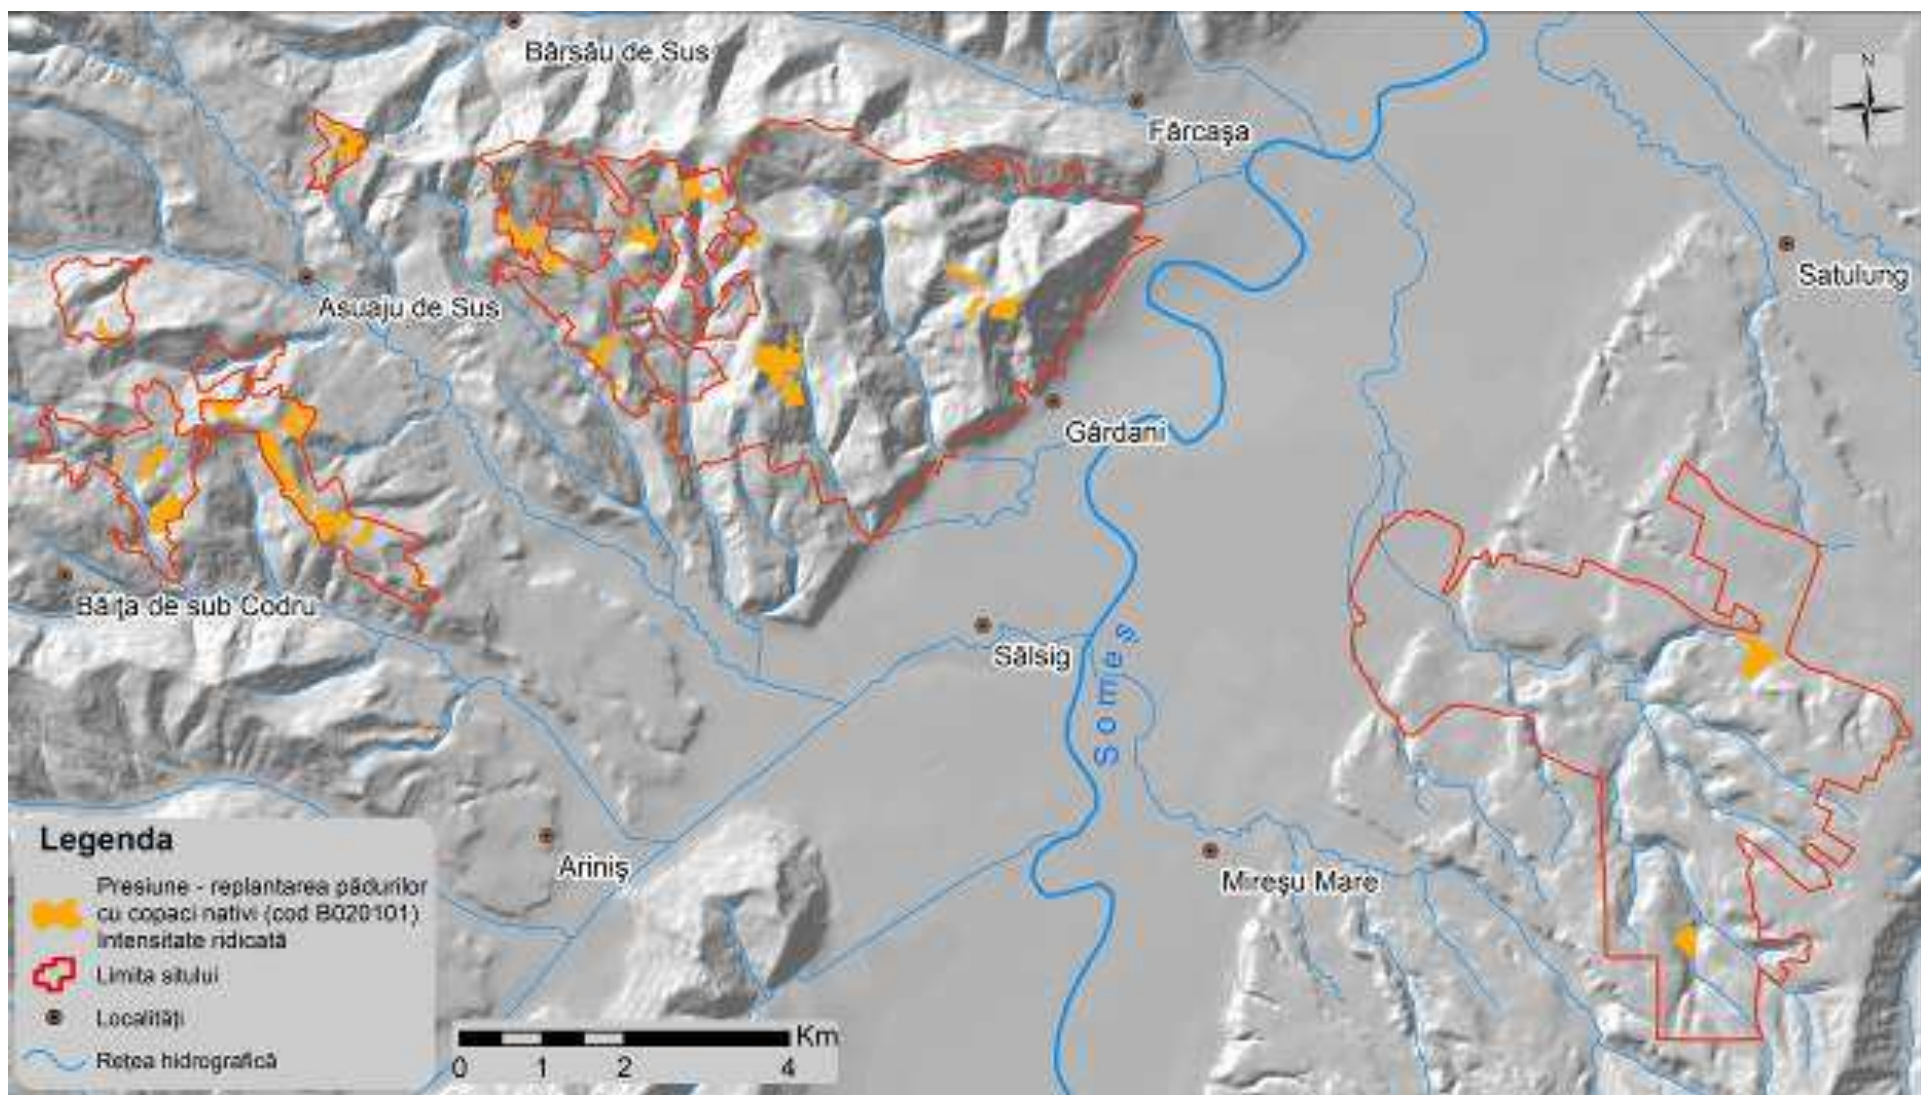 Bârsău de Sus
N
Fărcaşa
Satulung
Asuaju de Sus
Gârdani
Băiţa de sub Codru
Sălsig
Someş
Ariniş
Mireşu Mare
Legenda
Presiune - replantarea pădurilor
cu copaci nativi (cod B020101)
Intensitate ridicată
Limita sitului
Localităţi
Reţea hidrografică
Km
0 1 2 4